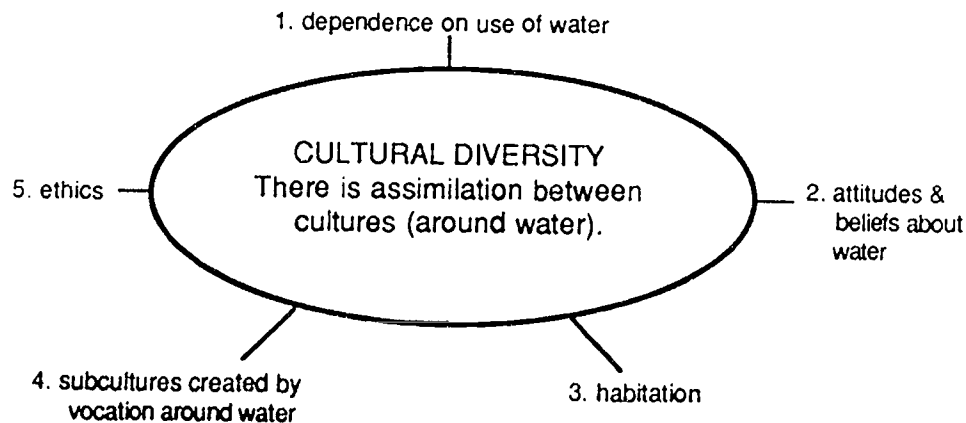 1. dependence on use of water
CULTURAL DIVERSITY
There is assimilation between
cultures (around water).
5. ethics
2. attitudes &
beliefs about
water
4. subcultures created by
vocation around water
3. habitation